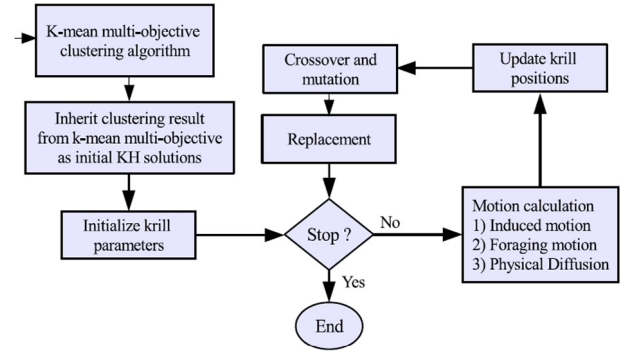 K-mean multi-objective
clustering algorithm
Inherit clustering result
from k-mean multi-objective
as initial KH solutions
Initialize krill
parameters
Crossover and
mutation
Replacement
Stop ?
No
Yes
End
Update krill
positions
Motion calculation
1) Induced motion
2) Foraging motion
3) Physical Diffusion